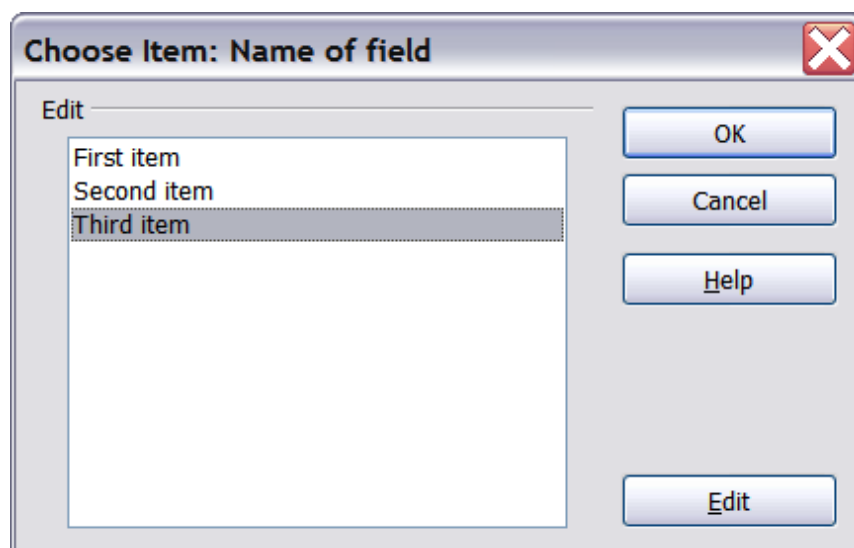 Choose Item: Name of field
Edit
First item
Second item
Third item
OK
Cancel
Help
Edit